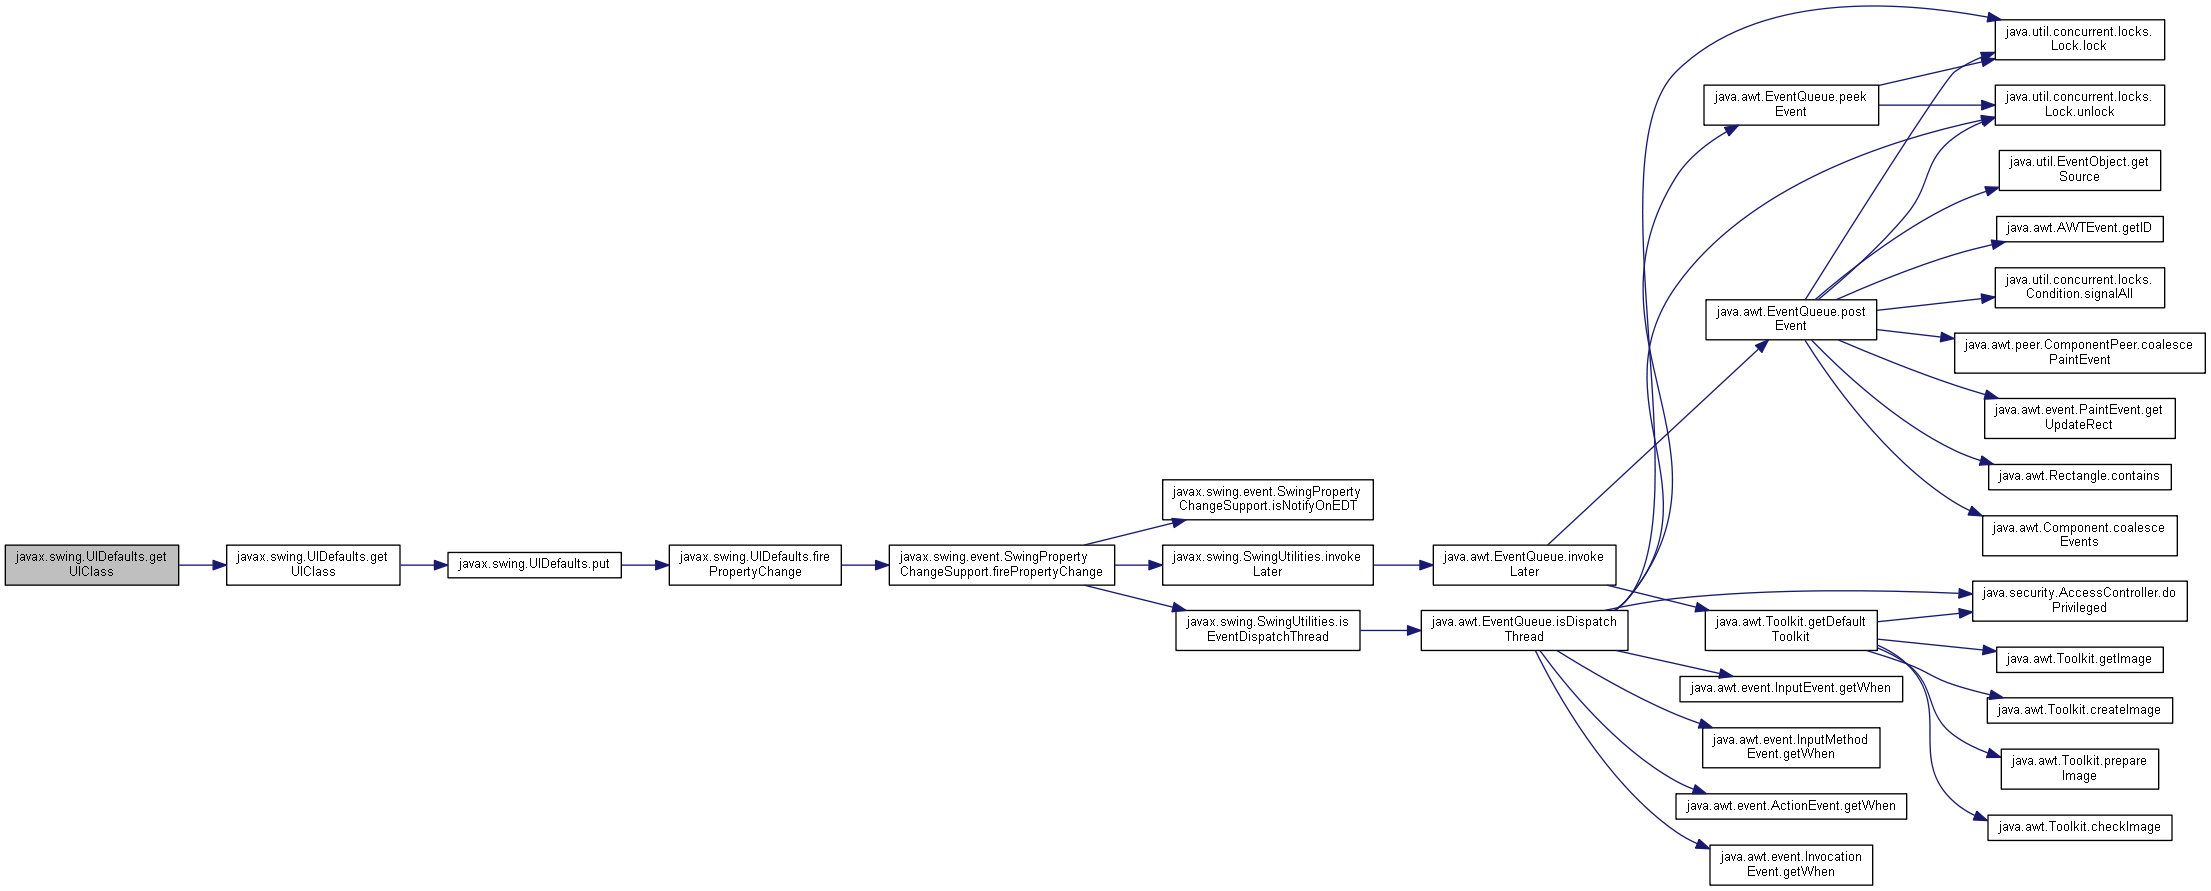 javax.swing.UIDefaults.get
UIClass
javax.swing.UIDefaults.get
UIClass
javax.swing.UIDefaults.put
javax.swing.UIDefaults.fire
PropertyChange
javax.swing.event.SwingProperty
ChangeSupport.firePropertyChange
javax.swing.event.SwingProperty
ChangeSupport.isNotifyOnEDT
javax.swing.SwingUtilities.invoke
Later
javax.swing.SwingUtilities.is
EventDispatchThread
java.awt.EventQueue.invoke
Later
java.awt.EventQueue.isDispatch
Thread
java.awt.EventQueue.peek
Event
java.awt.EventQueue.post
Event
java.awt.Toolkit.getDefault
Toolkit
java.awt.event.InputEvent.getWhen
java.awt.event.InputMethod
Event.getWhen
java.awt.event.ActionEvent.getWhen
java.awt.event.Invocation
Event.getWhen
java.util.concurrent.locks.
Lock.lock
java.util.concurrent.locks.
Lock.unlock
java.util.EventObject.get
Source
java.awt.AWTEvent.getID
java.util.concurrent.locks.
Condition.signalAll
java.awt.peer.ComponentPeer.coalesce
PaintEvent
java.awt.event.PaintEvent.get
UpdateRect
java.awt.Rectangle.contains
java.awt.Component.coalesce
Events
java.security.AccessController.do
Privileged
java.awt.Toolkit.getImage
java.awt.Toolkit.createImage
java.awt.Toolkit.prepare
Image
java.awt.Toolkit.checkImage